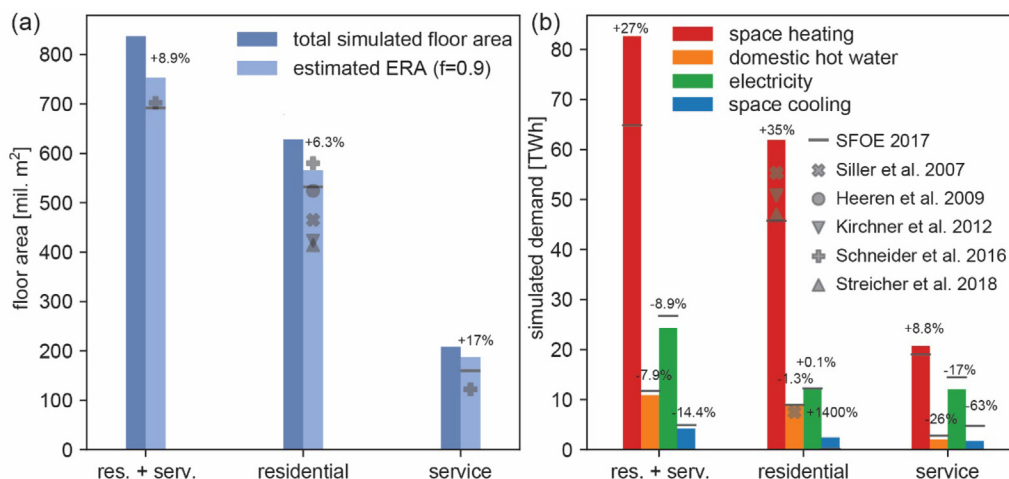 (a)
total simulated floor area
estimated ERA (f=0.9)
floor area [mil. m²]
800
700
600
500
400
300
200
100
0
+8.9%
+6.3%
+17%
res. + serv.
residential
service
(b)
space heating
domestic hot water
electricity
space cooling
SFOE 2017
Siller et al. 2007
Heeren et al. 2009
Kirchner et al. 2012
Schneider et al. 2016
Streicher et al. 2018
simulated demand [TWh]
80
70
60
50
40
30
20
10
0
+27%
-7.9%
-8.9%
-14.4%
+35%
-1.3%
+0.1%
+1400%
+8.8%
-26%
-17%
-63%
res. + serv.
residential
service